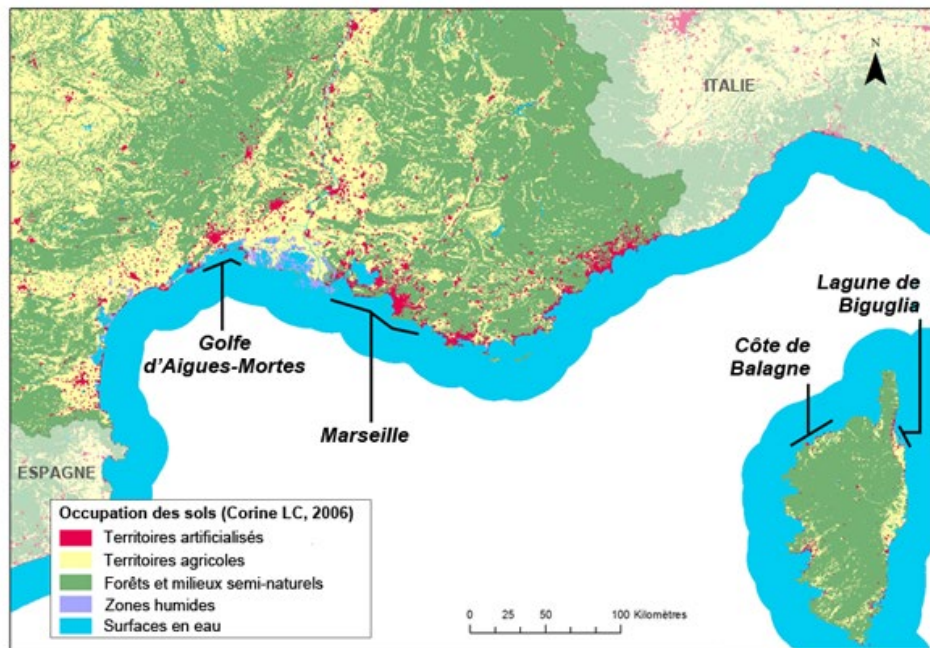 N
ITALIE
Lagune de
Biguglia
Golfe
d'Aigues-Mortes
Côte de
Balagne
Marseille
ESPAGNE
Occupation des sols (Corine LC, 2006)
Territoires artificialisés
Territoires agricoles
Forêts et milieux semi-naturels
Zones humides
Surfaces en eau
0 25 50 100 Kilomètres